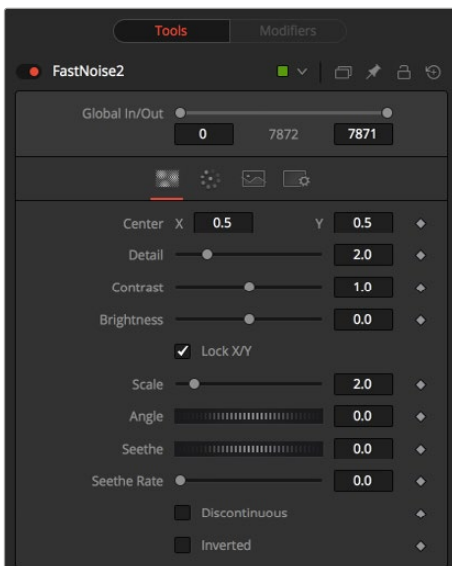 Tools Modifiers
FastNoise2
Global In/Out
0 7872 7871
Center X 0.5 Y 0.5
Detail 2.0
Contrast 1.0
Brightness 0.0
Lock X/Y
Scale 2.0
Angle 0.0
Seethe 0.0
Seethe Rate 0.0
Discontinuous
Inverted